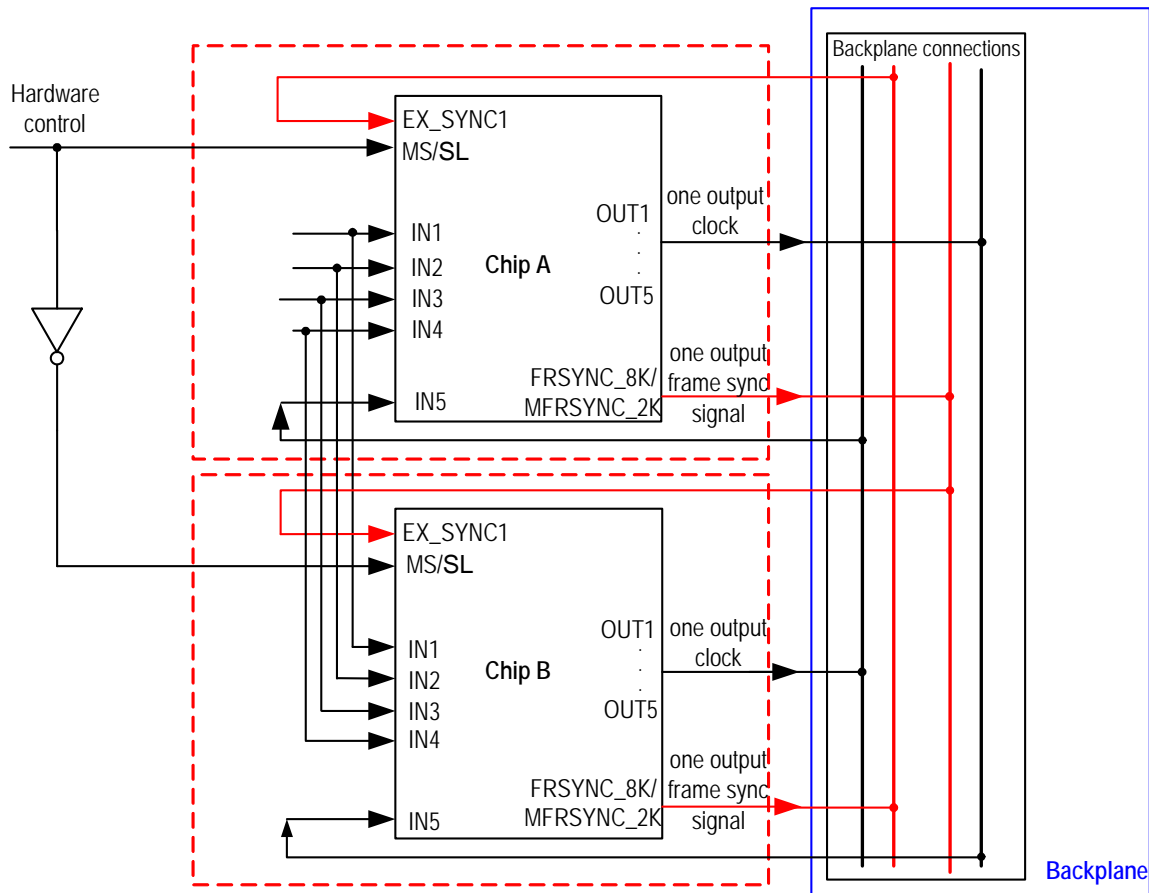 Backplane connections
Hardware
control
EX_SYNC1
MS/SL
IN1
IN2
IN3
IN4
IN5
Chip A
OUT1
.
.
.
OUT5
FRSYNC_8K/
MFRSYNC_2K
one output
clock
one output
frame sync
signal
EX_SYNC1
MS/SL
IN1
IN2
IN3
IN4
IN5
Chip B
OUT1
.
.
.
OUT5
FRSYNC_8K/
MFRSYNC_2K
one output
clock
one output
frame sync
signal
Backplane